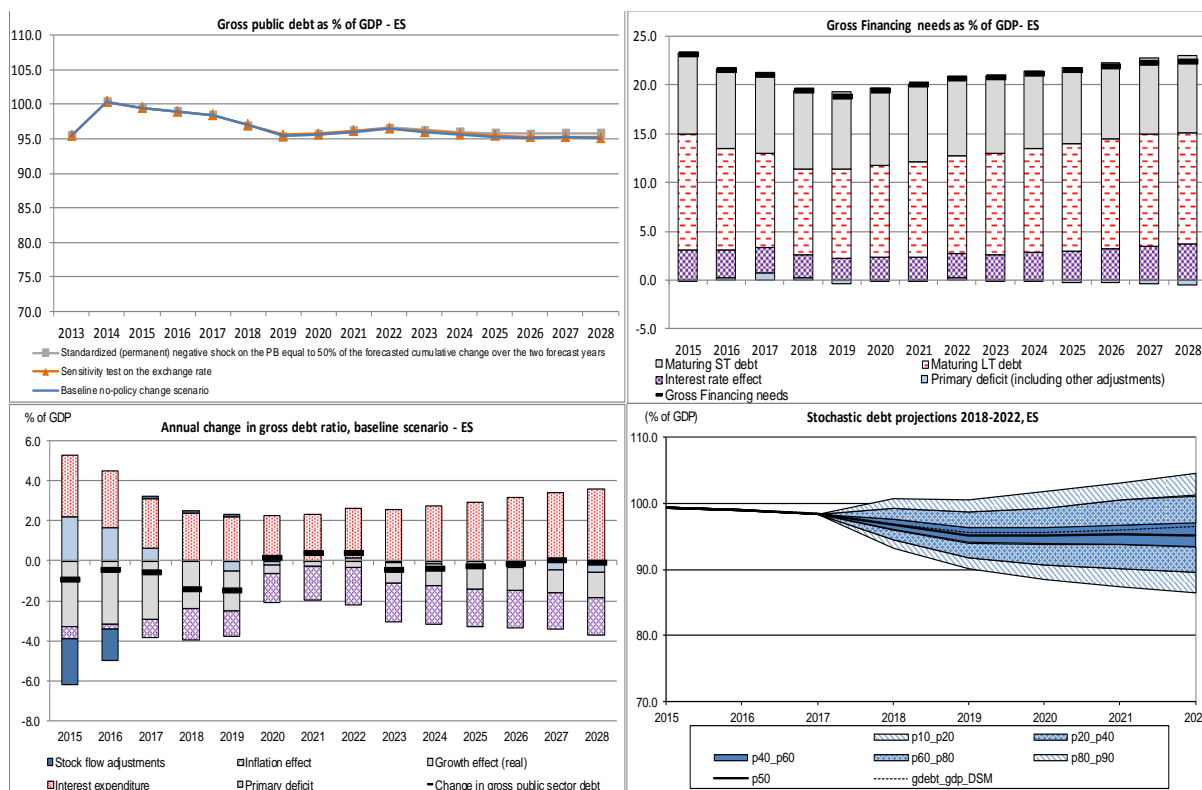 Gross public debt as % of GDP - ES
110.0
105.0
100.0
95.0
90.0
85.0
80.0
75.0
70.0
2013 2014 2015 2016 2017 2018 2019 2020 2021 2022 2023 2024 2025 2026 2027 2028
Standardized (permanent) negative shock on the PB equal to 50% of the forecasted cumulative change over the two forecast years
Sensitivity test on the exchange rate
Baseline no-policy change scenario
Gross Financing needs as % of GDP- ES
25.0
20.0
15.0
10.0
5.0
0.0
-5.0
2015 2016 2017 2018 2019 2020 2021 2022 2023 2024 2025 2026 2027 2028
Maturing ST debt Maturing LT debt
Interest rate effect Primary deficit (including other adjustments)
Gross Financing needs
% of GDP
Annual change in gross debt ratio, baseline scenario - ES
6.0
4.0
2.0
0.0
-2.0
-4.0
-6.0
-8.0
2015 2016 2017 2018 2019 2020 2021 2022 2023 2024 2025 2026 2027 2028
Stock flow adjustments Inflation effect Growth effect (real)
Interest expenditure Primary deficit Change in gross public sector debt
(% of GDP)
Stochastic debt projections 2018-2022, ES
110.0
100.0
90.0
80.0
70.0
2015 2016 2017 2018 2019 2020 2021 202
p10_p20 p20_p40
p40_p60 p60_p80 p80_p90
p50 gdebt_gdp_DSM